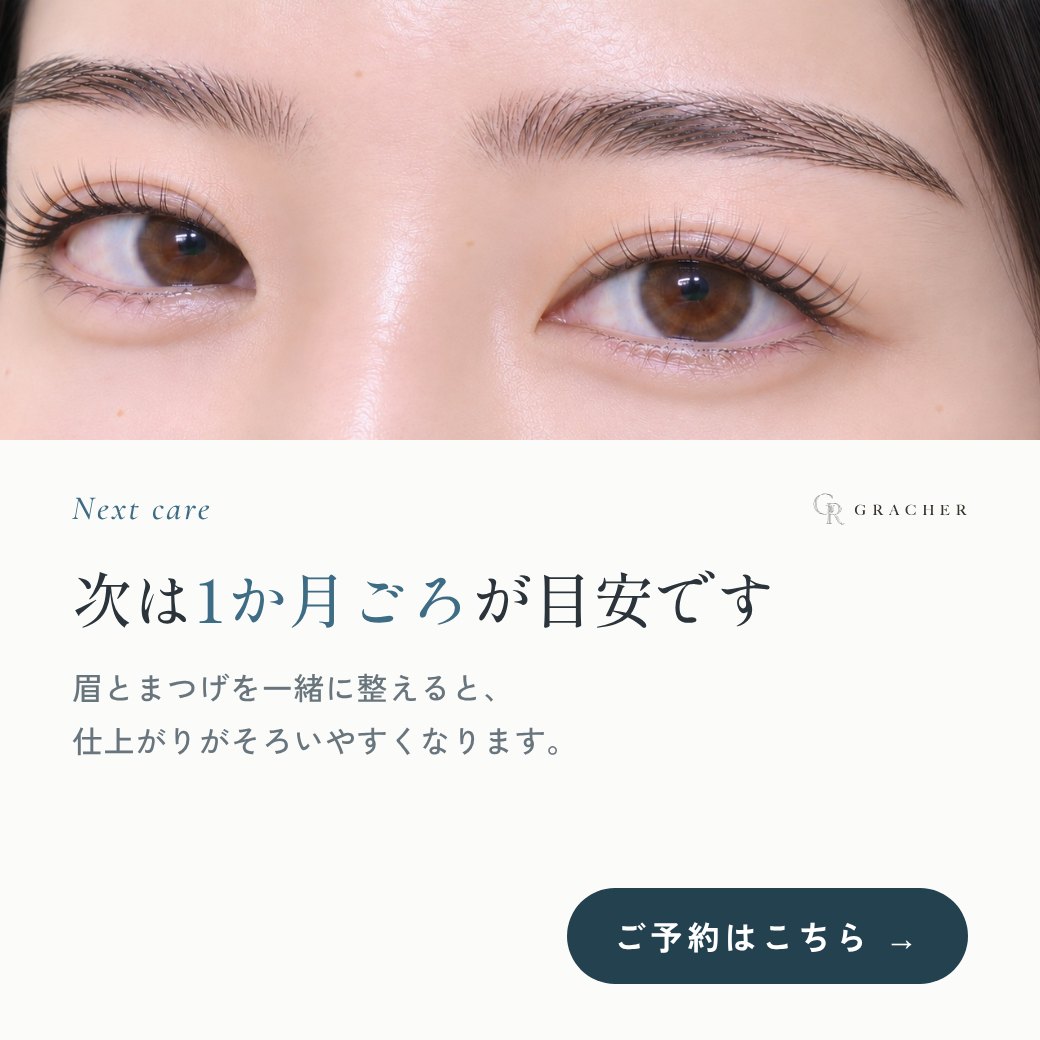 Next care
GR GRACHER
次は1か月ごろが目安です
眉とまつげを一緒に整えると、
仕上がりがそろいやすくなります。
ご予約はこちら →